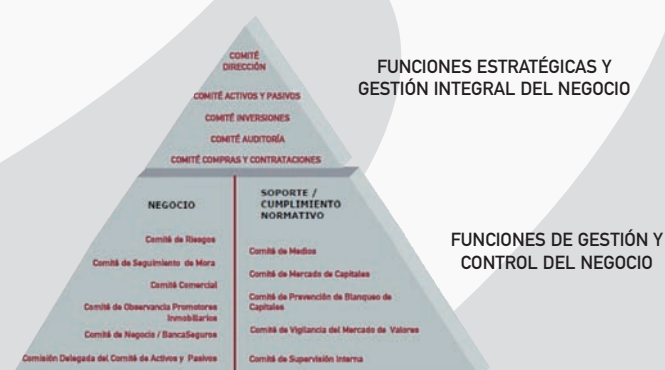 COMITÉ
DIRECCIÓN
COMITÉ ACTIVOS Y PASIVOS
COMITÉ INVERSIONES
COMITÉ AUDITORÍA
COMITÉ COMPRAS Y CONTRATACIONES
FUNCIONES ESTRATÉGICAS Y
GESTIÓN INTEGRAL DEL NEGOCIO
NEGOCIO
Comité de Riesgos
Comité de Seguimiento de Mora
Comité Comercial
Comité de Observancia Promotores
Inmobiliarios
Comité de Negocio / BancaSeguros
Comisión Delegada del Comité de Activos y Pasivos
SOPORTE /
CUMPLIMIENTO
NORMATIVO
Comité de Medios
Comité de Mercado de Capitales
Comité de Prevención de Blanqueo de
Capitales
Comité de Vigilancia del Mercado de Valores
Comité de Supervisión Interna
FUNCIONES DE GESTIÓN Y
CONTROL DEL NEGOCIO